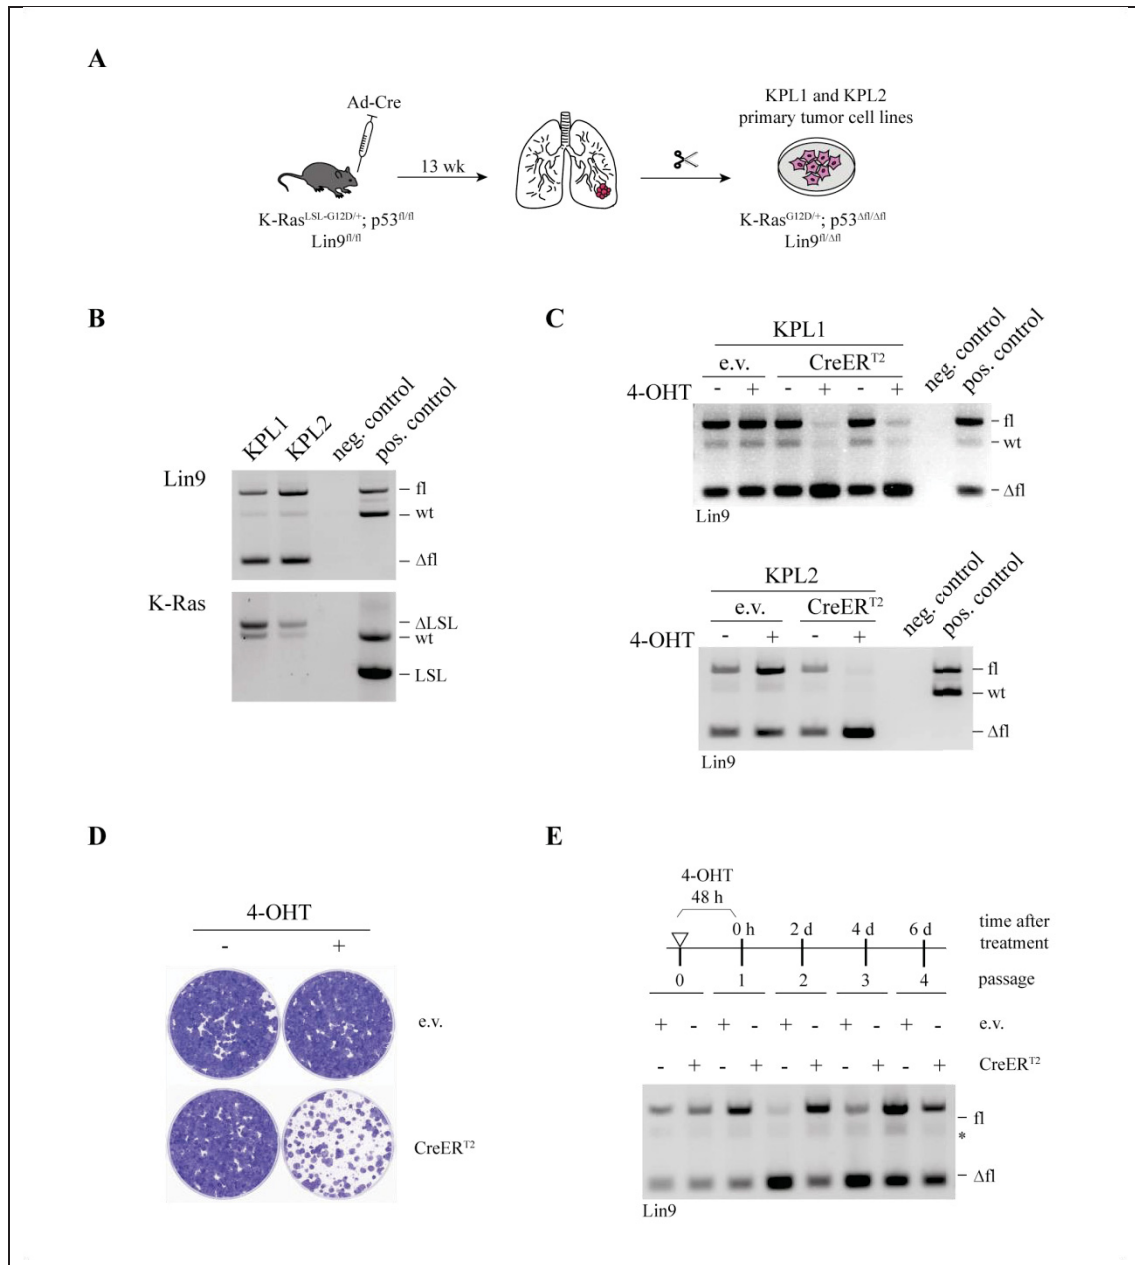 A
Ad-Cre
13 wk
KPL1 and KPL2
primary tumor cell lines
K-Ras^LSL-G12D/+; p53^fl/fl
Lin9^fl/fl
K-Ras^G12D/+; p53^Δfl/Δfl
Lin9^fl/Δfl
B
KPL1 KPL2 neg. control pos. control
Lin9
fl
wt
Δfl
K-Ras
ΔLSL
wt
LSL
C
KPL1
e.v. CreER^T2 neg. control pos. control
4-OHT - + - + - +
fl
wt
Δfl
Lin9
KPL2
e.v. CreER^T2 neg. control pos. control
4-OHT - + - +
fl
wt
Δfl
Lin9
D
4-OHT
- +
e.v.
CreER^T2
E
4-OHT
48 h
0 h 2 d 4 d 6 d time after
treatment
0 1 2 3 4 passage
+ - + - + - + - + - e.v.
- + - + - + - + - + CreER^T2
fl
*
Δfl
Lin9